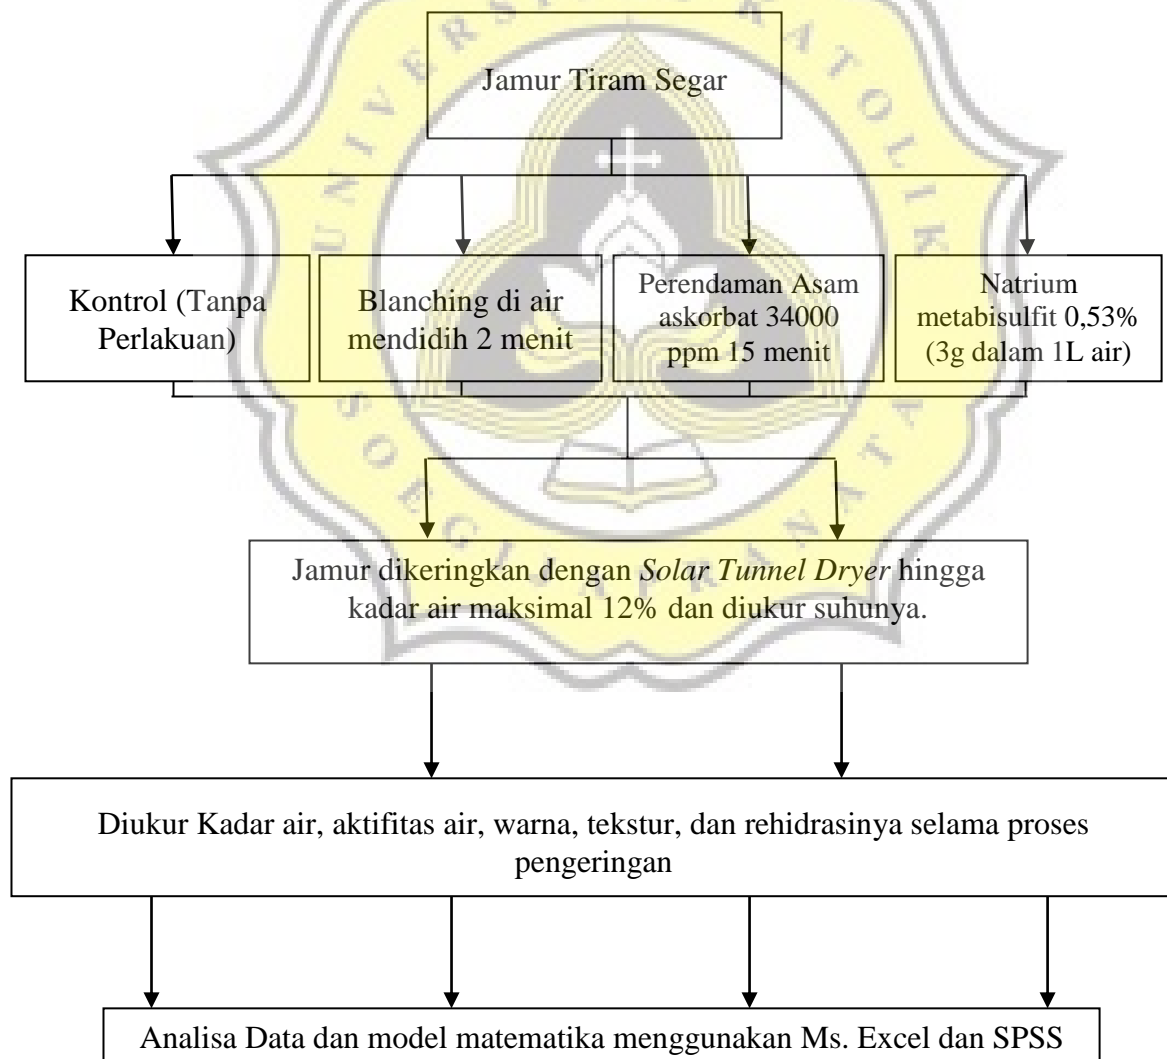 UNIVERSITAS KATOLIK
SOEGIJAPRANATA
Jamur Tiram Segar
Kontrol (Tanpa
Perlakuan)
Blanching di air
mendidih 2 menit
Perendaman Asam
askorbat 34000
ppm 15 menit
Natrium
metabisulfit 0,53%
(3g dalam 1L air)
Jamur dikeringkan dengan Solar Tunnel Dryer hingga
kadar air maksimal 12% dan diukur suhunya.
Diukur Kadar air, aktifitas air, warna, tekstur, dan rehidrasinya selama proses
pengeringan
Analisa Data dan model matematika menggunakan Ms. Excel dan SPSS